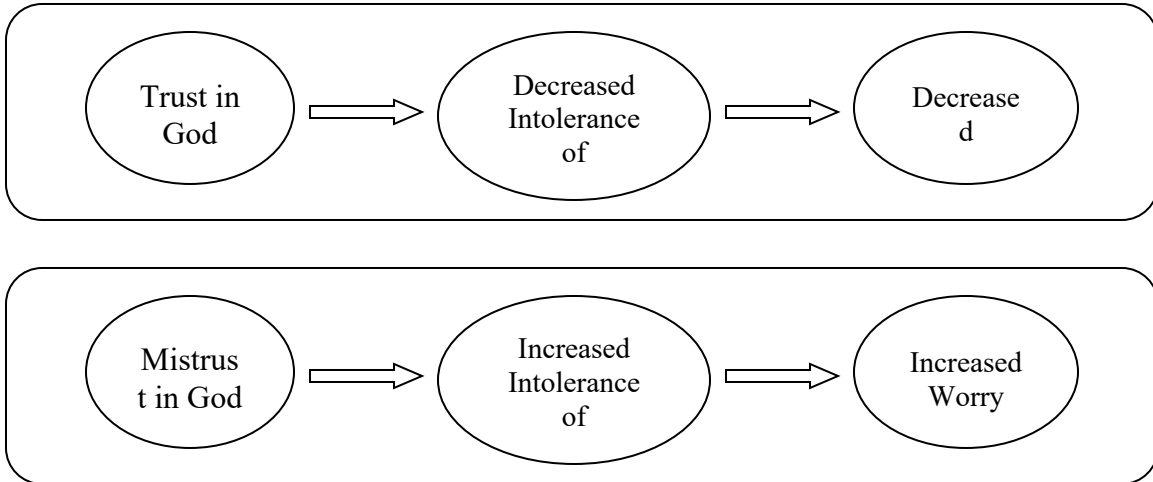 Trust in
God
Decreased
Intolerance
of
Decrease
d
Mistrus
t in God
Increased
Intolerance
of
Increased
Worry